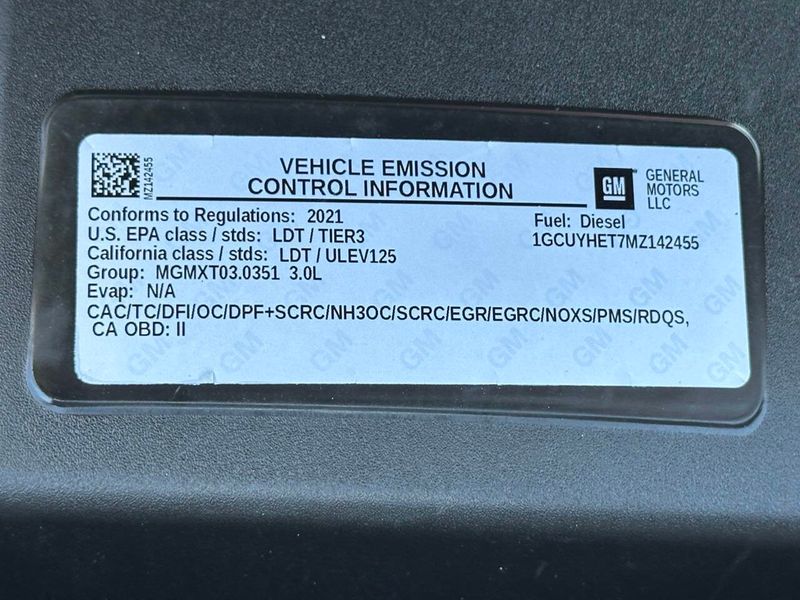 MZ142455
VEHICLE EMISSION
CONTROL INFORMATION
GM
GENERAL
MOTORS
LLC
Conforms to Regulations: 2021
Fuel: Diesel
U.S. EPA class / stds: LDT / TIER3
1GCUYHET7MZ142455
California class / stds: LDT / ULEV125
Group: MGMXT03.0351 3.0L
Evap: N/A
CAC/TC/DFI/OC/DPF+SCRC/NH3OC/SCRC/EGR/EGRC/NOXS/PMS/RDQS,
CA OBD: II